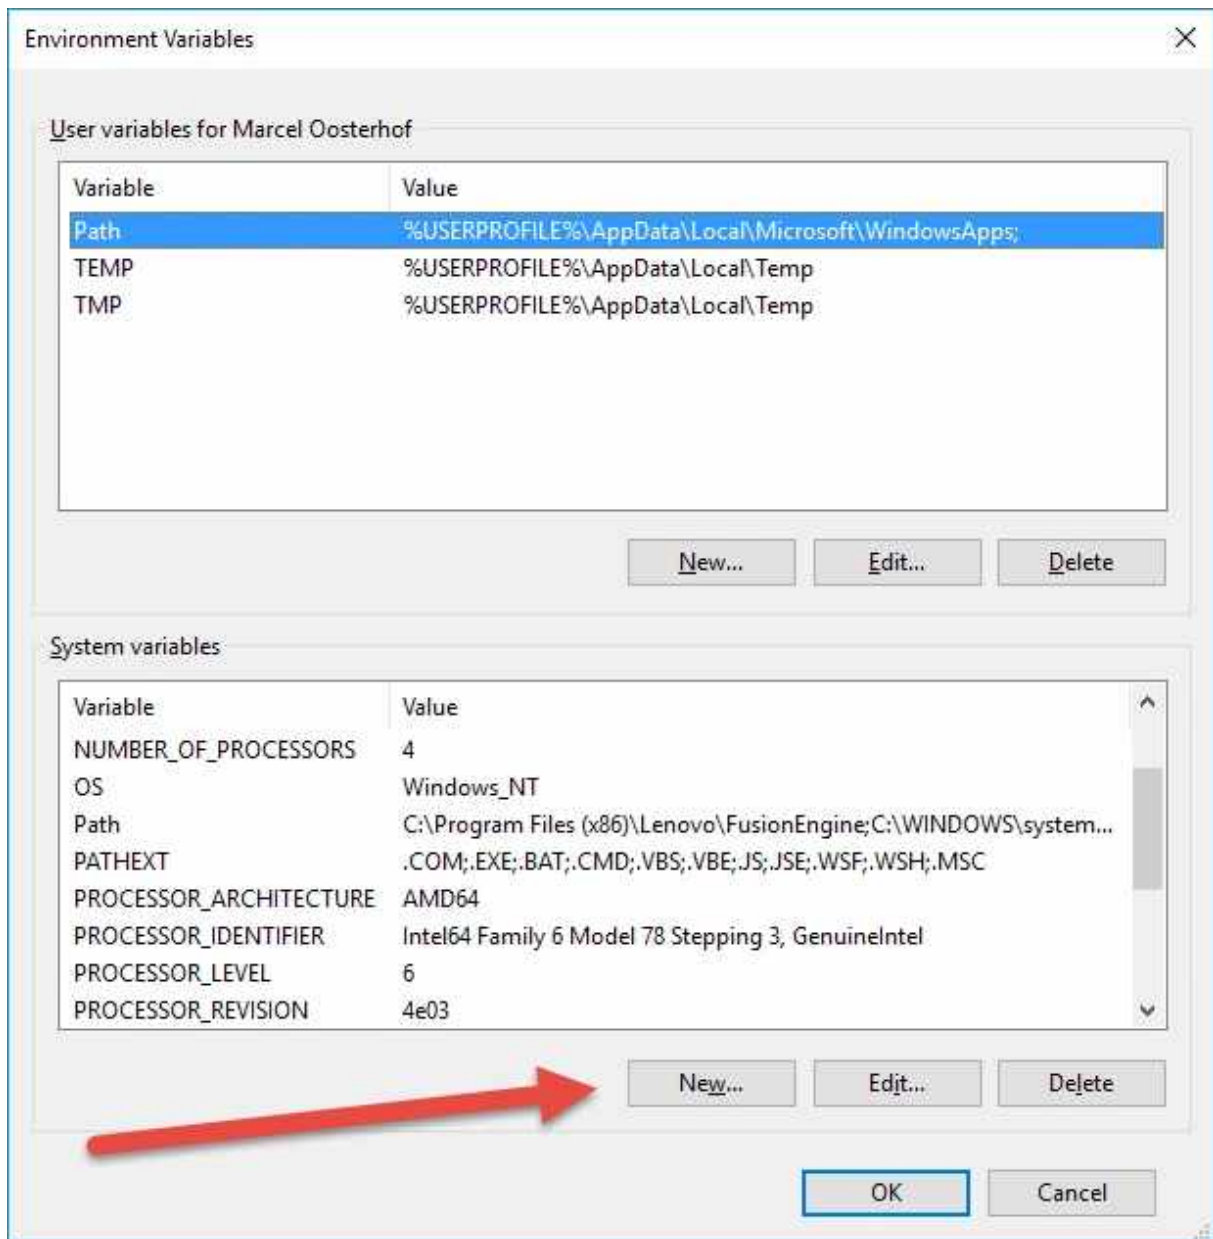 Environment Variables
User variables for Marcel Oosterhof
Variable Value
Path %USERPROFILE%\AppData\Local\Microsoft\WindowsApps;
TEMP %USERPROFILE%\AppData\Local\Temp
TMP %USERPROFILE%\AppData\Local\Temp
New... Edit... Delete
System variables
Variable Value
NUMBER_OF_PROCESSORS 4
OS Windows_NT
Path C:\Program Files (x86)\Lenovo\FusionEngine;C:\WINDOWS\system...
PATHEXT .COM;.EXE;.BAT;.CMD;.VBS;.VBE;.JS;.JSE;.WSF;.WSH;.MSC
PROCESSOR_ARCHITECTURE AMD64
PROCESSOR_IDENTIFIER Intel64 Family 6 Model 78 Stepping 3, GenuineIntel
PROCESSOR_LEVEL 6
PROCESSOR_REVISION 4e03
New... Edit... Delete
OK Cancel